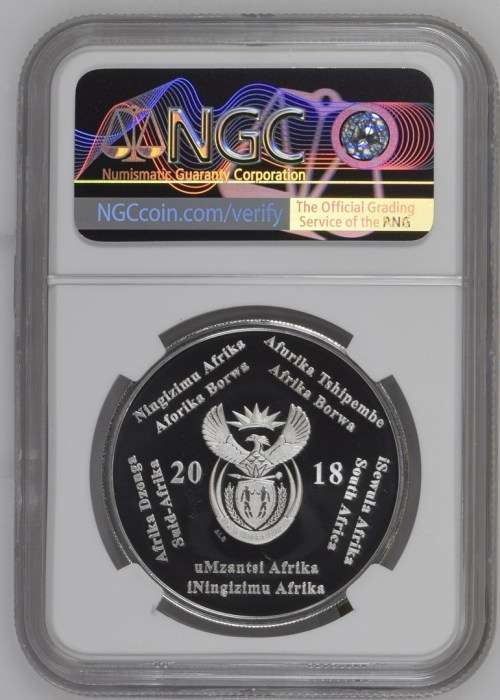 NGC
Numismatic Guaranty Corporation
NGCcoin.com/verify
The Official Grading
Service of the
PNG
Ningizimu Afrika
Aforika Borwa
Afurika Tshipembe
Afrika Borwa
Afrika Dzonga
Suid-Afrika
20 18
iSewula Afrika
South Africa
uMzantsi Afrika
iNingizimu Afrika